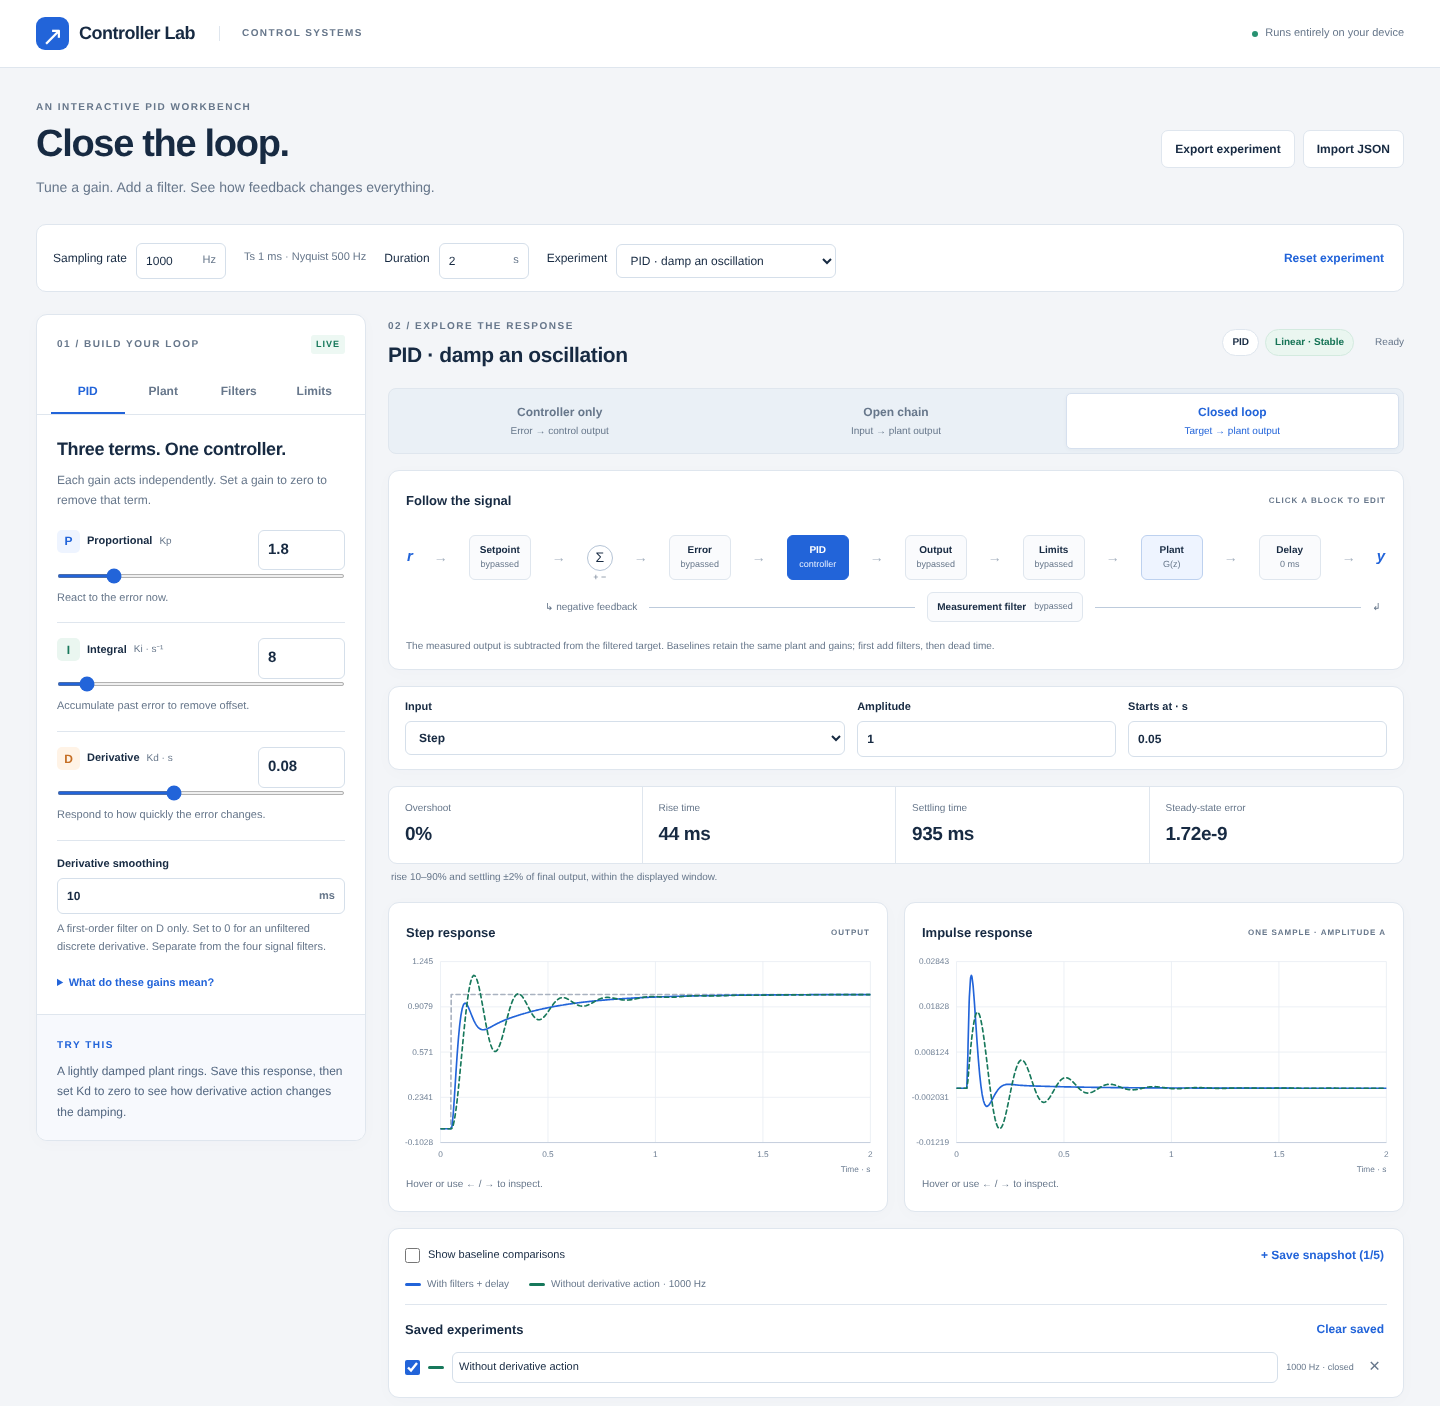 Controller Lab
CONTROL SYSTEMS
Runs entirely on your device
AN INTERACTIVE PID WORKBENCH
Close the loop.
Tune a gain. Add a filter. See how feedback changes everything.
Export experiment
Import JSON
Sampling rate
1000 Hz
Ts 1 ms · Nyquist 500 Hz
Duration
2 s
Experiment
PID · damp an oscillation
Reset experiment
01 / BUILD YOUR LOOP
LIVE
PID
Plant
Filters
Limits
Three terms. One controller.
Each gain acts independently. Set a gain to zero to
remove that term.
P Proportional Kp
1.8
React to the error now.
I Integral Ki · s⁻¹
8
Accumulate past error to remove offset.
D Derivative Kd · s
0.08
Respond to how quickly the error changes.
Derivative smoothing
10 ms
A first-order filter on D only. Set to 0 for an unfiltered
discrete derivative. Separate from the four signal filters.
▶ What do these gains mean?
TRY THIS
A lightly damped plant rings. Save this response, then
set Kd to zero to see how derivative action changes
the damping.
02 / EXPLORE THE RESPONSE
PID · damp an oscillation
PID
Linear · Stable
Ready
Controller only
Error → control output
Open chain
Input → plant output
Closed loop
Target → plant output
Follow the signal
CLICK A BLOCK TO EDIT
r
→
Setpoint
bypassed
→
Σ
+ −
→
Error
bypassed
→
PID
controller
→
Output
bypassed
→
Limits
bypassed
→
Plant
G(z)
→
Delay
0 ms
→
y
↳ negative feedback
Measurement filter bypassed
↲
The measured output is subtracted from the filtered target. Baselines retain the same plant and gains; first add filters, then dead time.
Input
Step
Amplitude
1
Starts at · s
0.05
Overshoot
0%
Rise time
44 ms
Settling time
935 ms
Steady-state error
1.72e-9
rise 10–90% and settling ±2% of final output, within the displayed window.
Step response
OUTPUT
1.245
0.9079
0.571
0.2341
-0.1028
0
0.5
1
1.5
2
Time · s
Hover or use ← / → to inspect.
Impulse response
ONE SAMPLE · AMPLITUDE A
0.02843
0.01828
0.008124
-0.002031
-0.01219
0
0.5
1
1.5
2
Time · s
Hover or use ← / → to inspect.
Show baseline comparisons
+ Save snapshot (1/5)
With filters + delay
Without derivative action · 1000 Hz
Saved experiments
Clear saved
Without derivative action
1000 Hz · closed
×